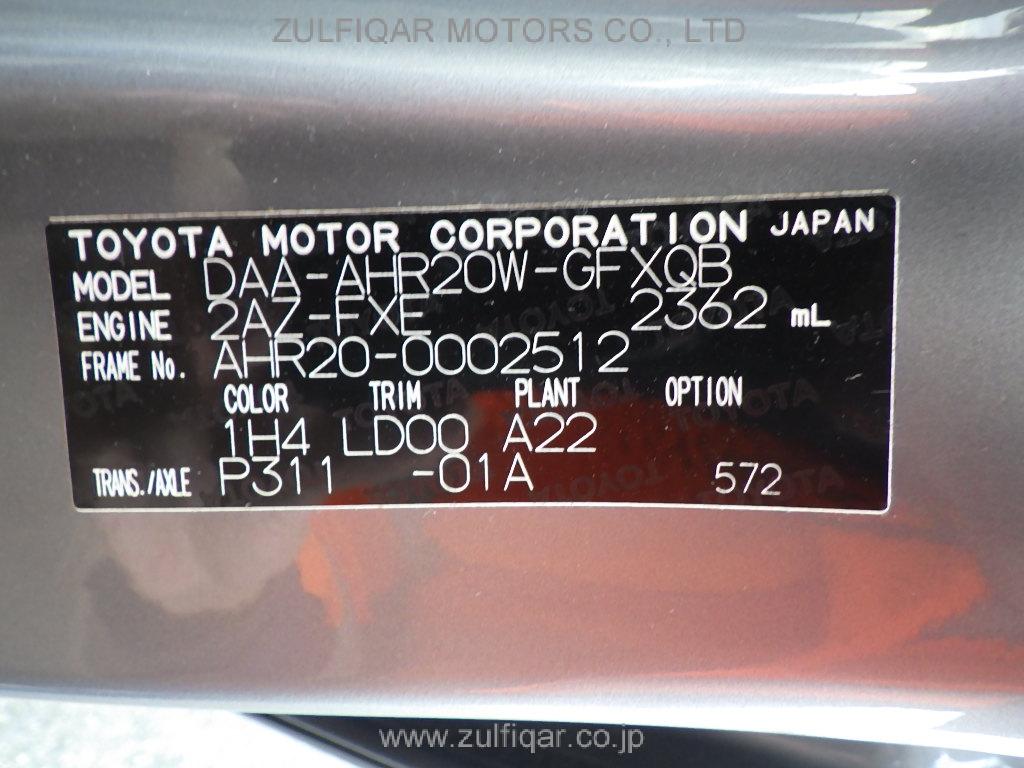 ZULFIQAR MOTORS CO., LTD
TOYOTA MOTOR CORPORATION JAPAN
MODEL DAA-AHR20W-GFXQB
ENGINE 2AZ-FXE 2362 mL
FRAME No. AHR20-0002512
COLOR TRIM PLANT OPTION
1H4 LD00 A22
TRANS./AXLE P311 -01A 572
www.zulfiqar.co.jp